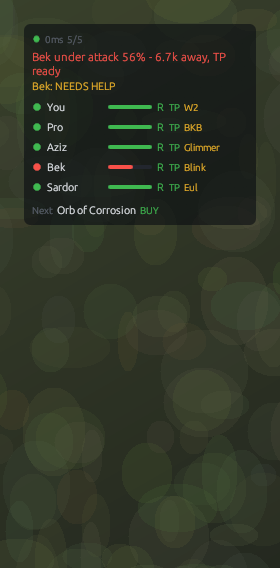 0ms 5/5
Bek under attack 56% - 6.7k away, TP
ready
Bek: NEEDS HELP
You R TP W2
Pro R TP BKB
Aziz R TP Glimmer
Bek R TP Blink
Sardor R TP Eul
Next Orb of Corrosion BUY